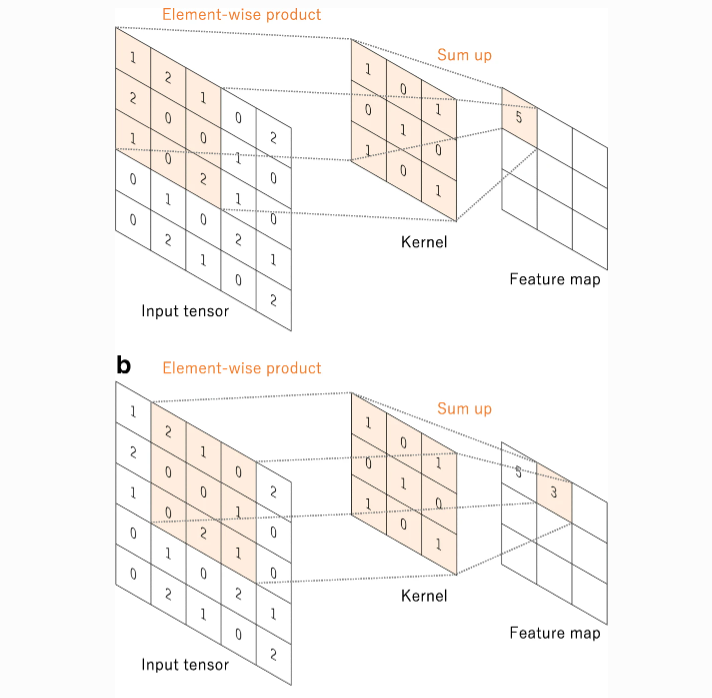 Element-wise product
Sum up
1 2 1 0 2
2 0 0 1 0
1 0 2 1 0
0 1 0 2 1
0 2 1 0 2
Input tensor
1 0 1
0 1 0
1 0 1
Kernel
5
Feature map
b
Element-wise product
Sum up
1 2 1 0 2
2 0 0 1 0
1 0 2 1 0
0 1 0 2 1
0 2 1 0 2
Input tensor
1 0 1
0 1 0
1 0 1
Kernel
5 3
Feature map